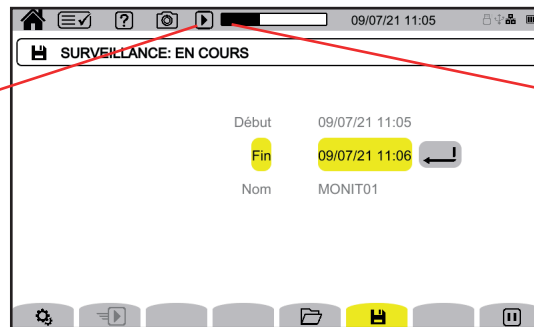 09/07/21 11:05
SURVEILLANCE: EN COURS
Début 09/07/21 11:05
Fin 09/07/21 11:06
Nom MONIT01